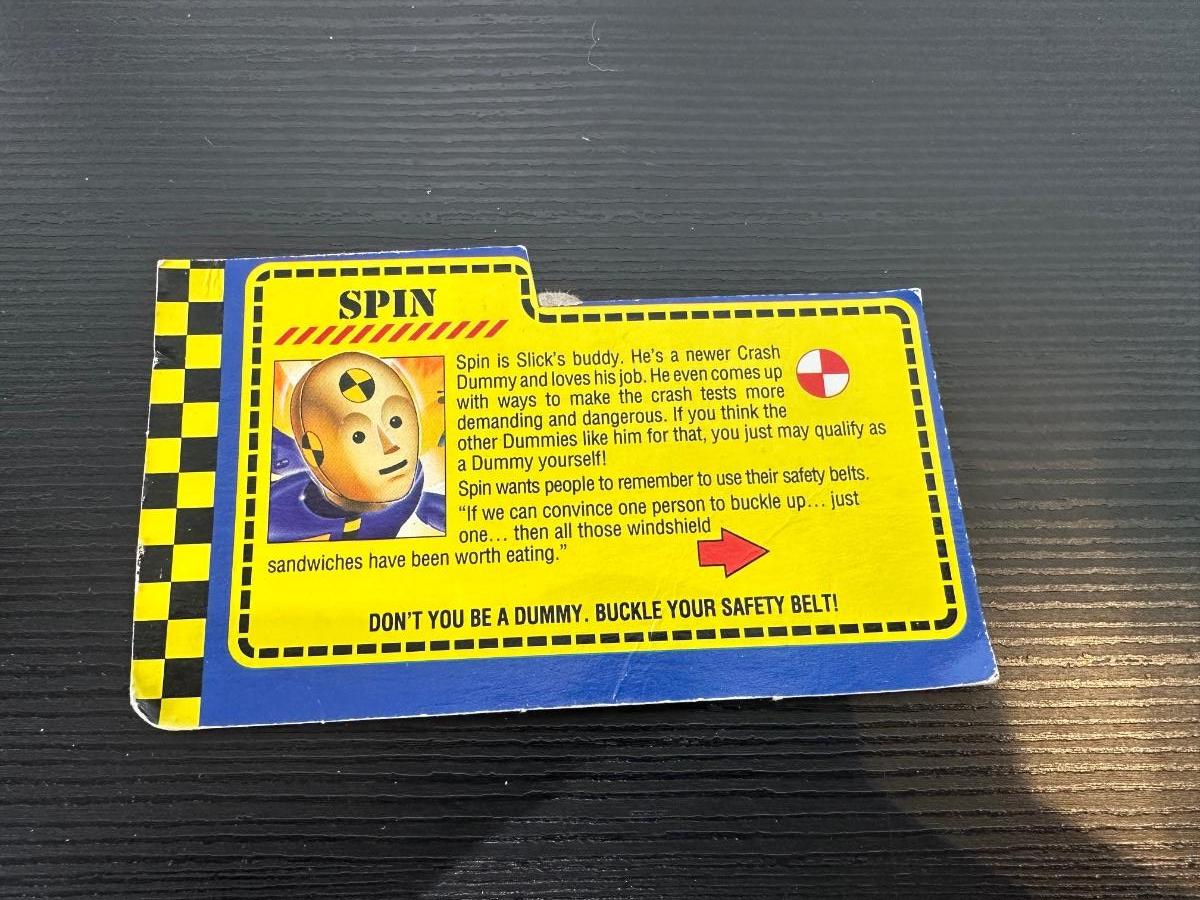 SPIN
Spin is Slick's buddy. He's a newer Crash
Dummy and loves his job. He even comes up
with ways to make the crash tests more
demanding and dangerous. If you think the
other Dummies like him for that, you just may qualify as
a Dummy yourself!
Spin wants people to remember to use their safety belts.
“If we can convince one person to buckle up... just
one... then all those windshield
sandwiches have been worth eating.”
DON'T YOU BE A DUMMY. BUCKLE YOUR SAFETY BELT!